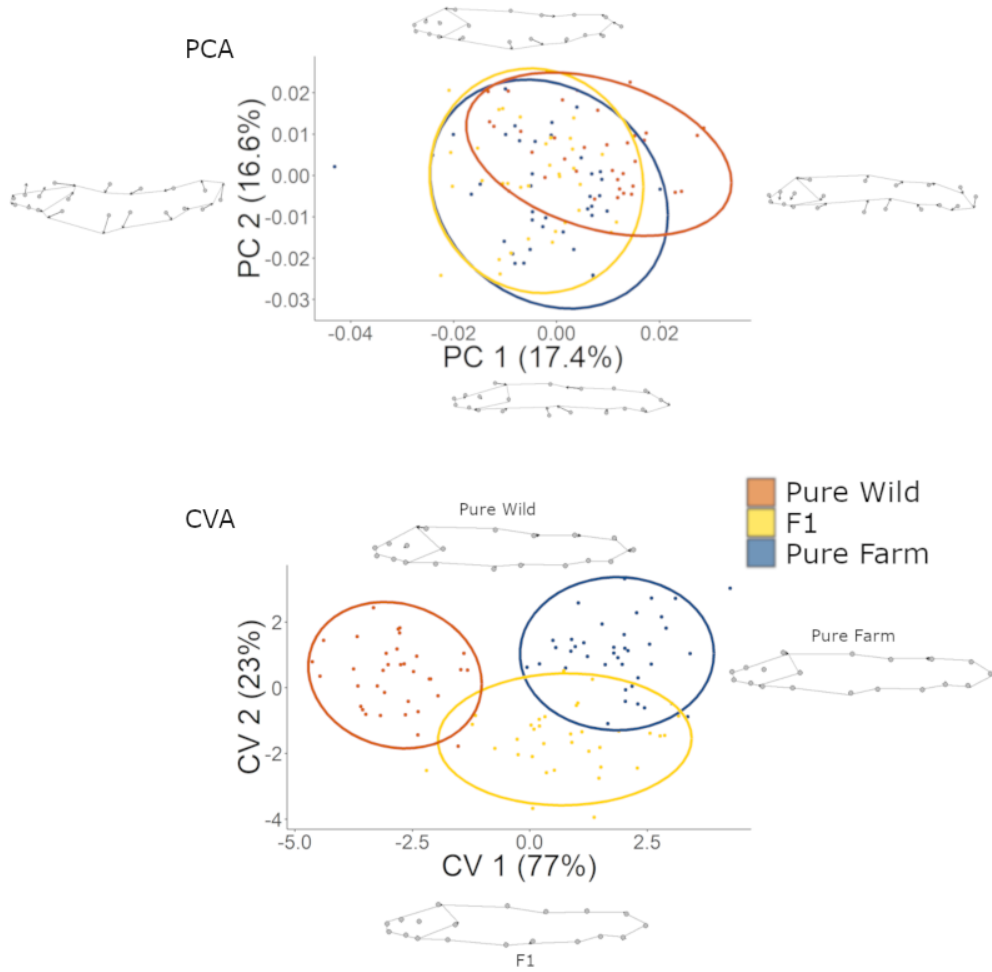 PCA
PC 2 (16.6%)
0.02
0.01
0.00
-0.01
-0.02
-0.03
-0.04
-0.02
0.00
0.02
PC 1 (17.4%)
Pure Wild
F1
Pure Farm
CVA
Pure Wild
Pure Farm
CV 2 (23%)
2
0
-2
-4
-5.0
-2.5
0.0
2.5
CV 1 (77%)
F1